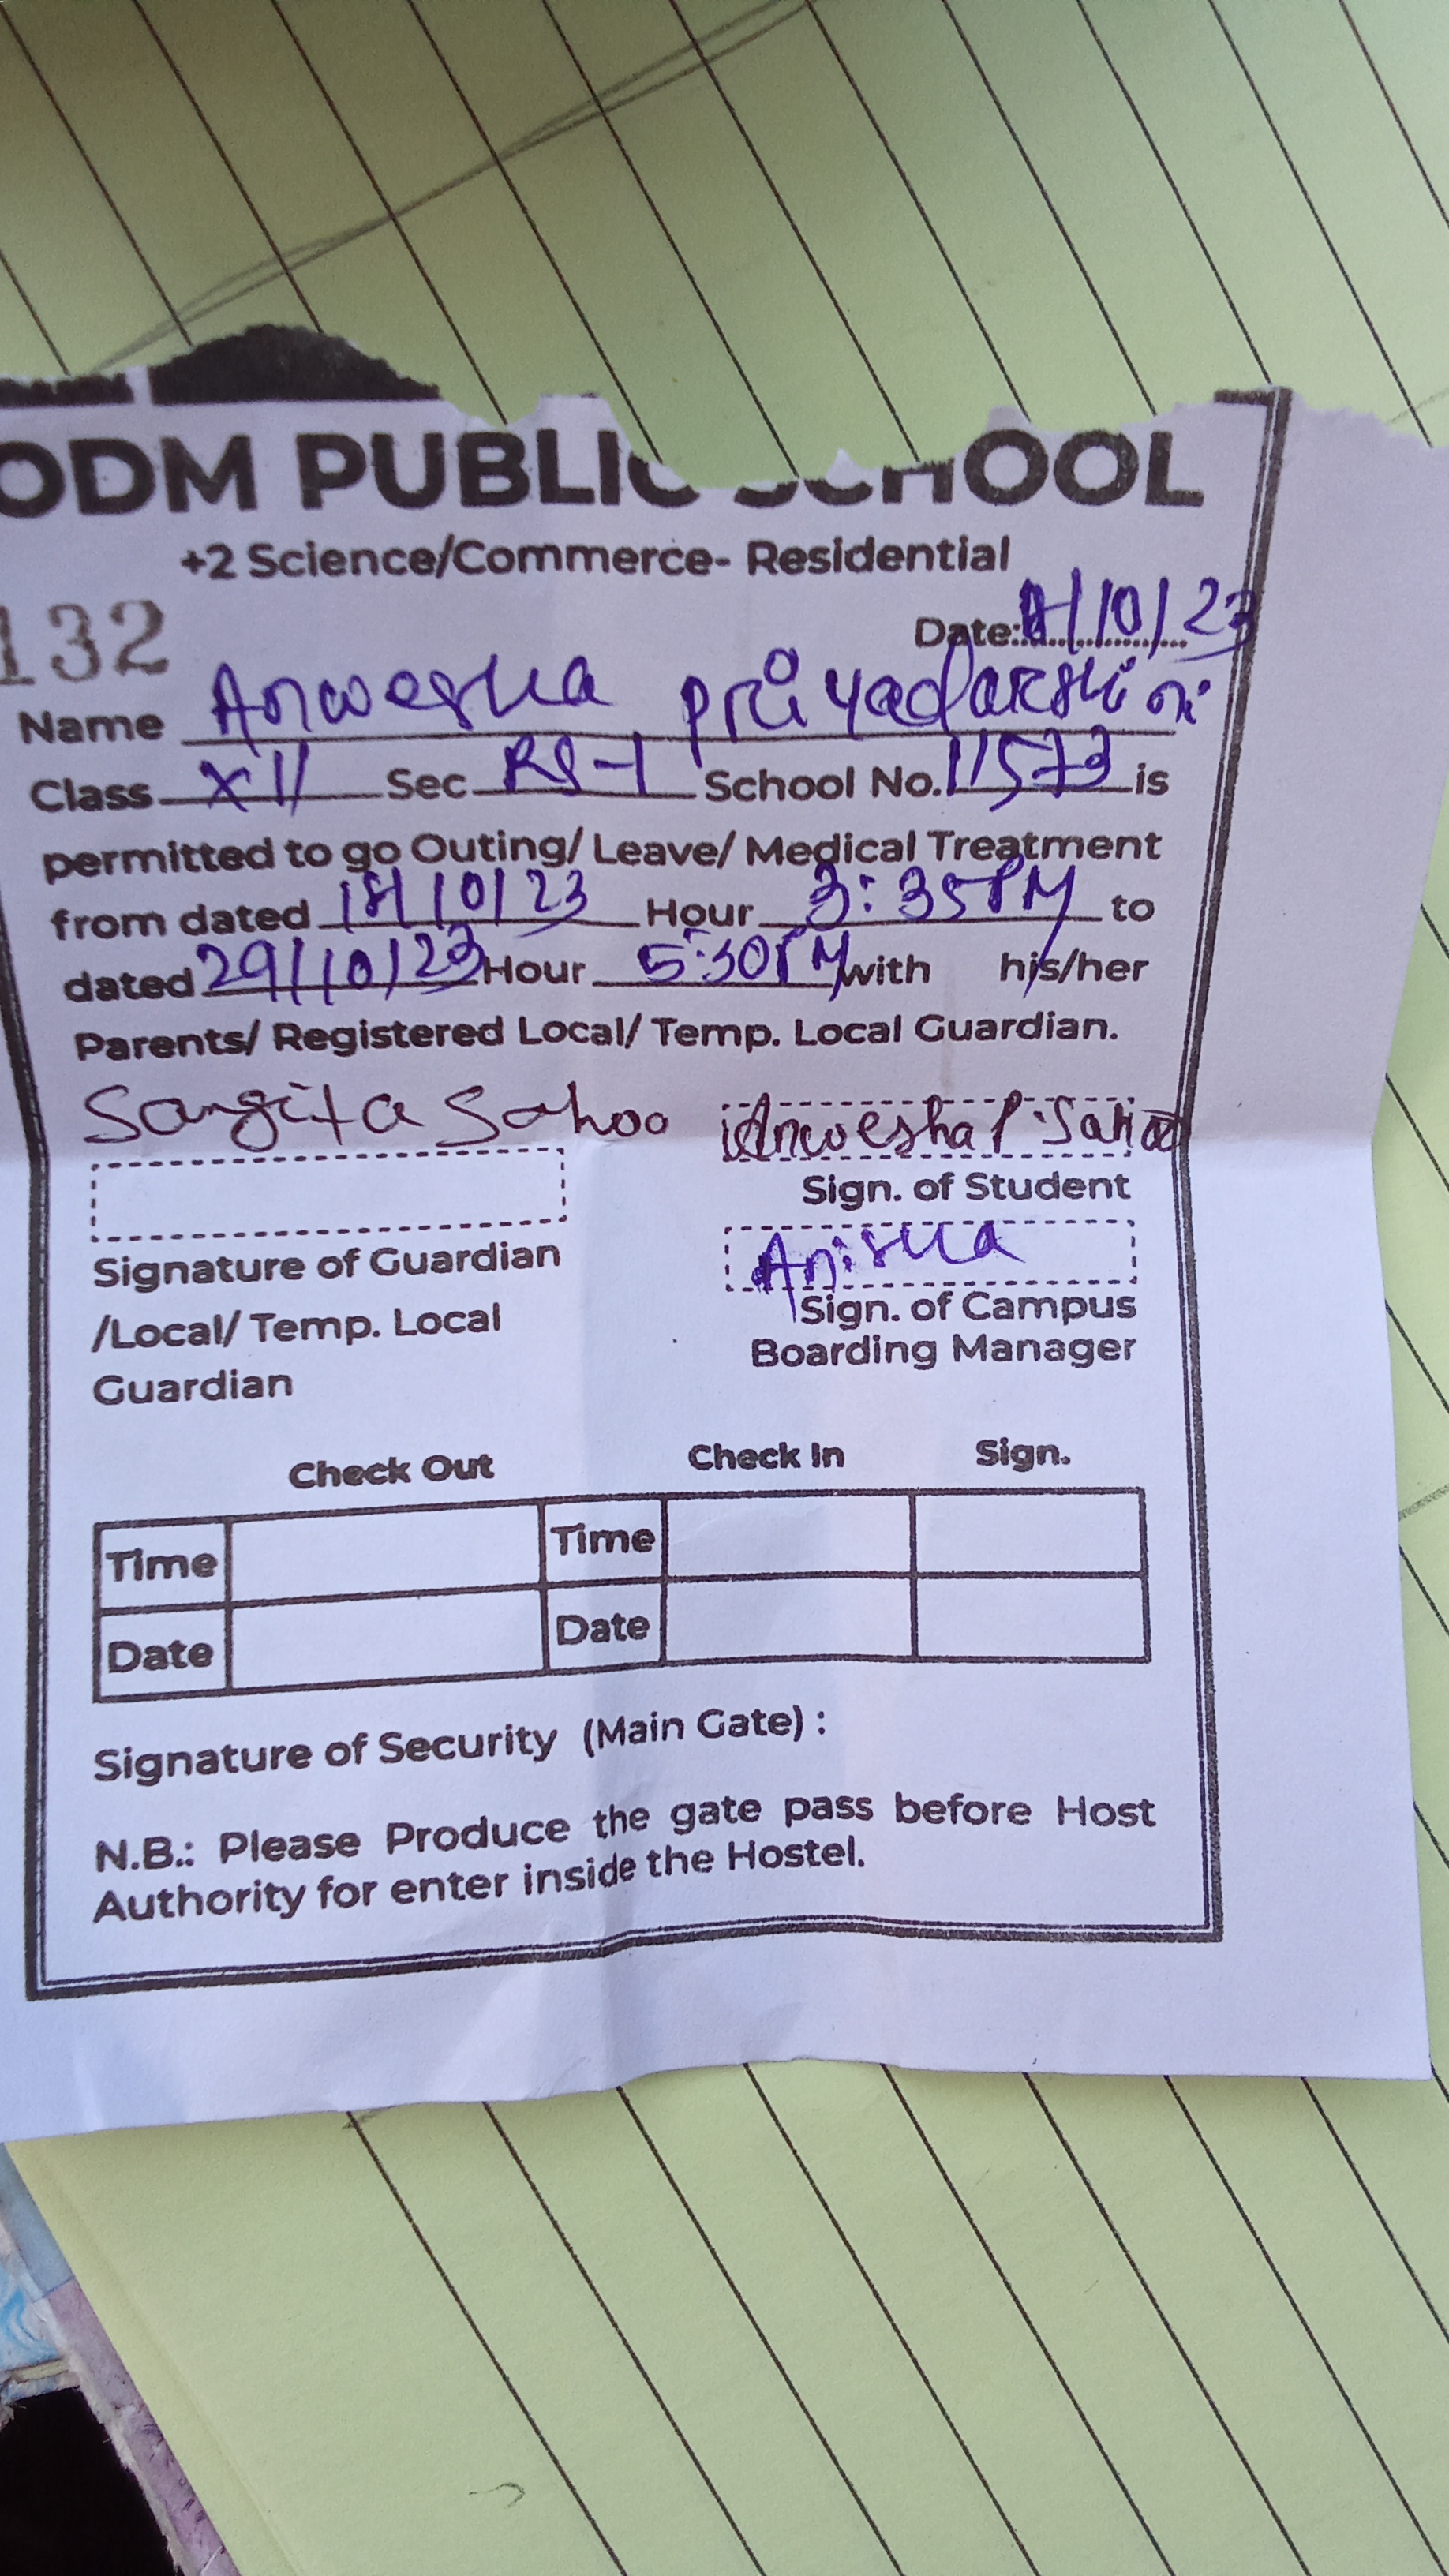 ODM PUBLIC SCHOOL
+2 Science/Commerce- Residential
132
Date: /10/23
Name Anwesha Priyadarshini
Class XII Sec RS-1 School No. 11573 is
permitted to go Outing/ Leave/ Medical Treatment
from dated 18/10/23 Hour 3:35PM to
dated 29/10/23 Hour 5:30PM with his/her
Parents/ Registered Local/ Temp. Local Guardian.
Sangita Sahoo Anwesha P. Sahoo
Sign. of Student
Signature of Guardian
/Local/ Temp. Local
Guardian
Anisha
Sign. of Campus
Boarding Manager
Check Out Check In Sign.
Time Time
Date Date
Signature of Security (Main Gate) :
N.B.: Please Produce the gate pass before Host
Authority for enter inside the Hostel.